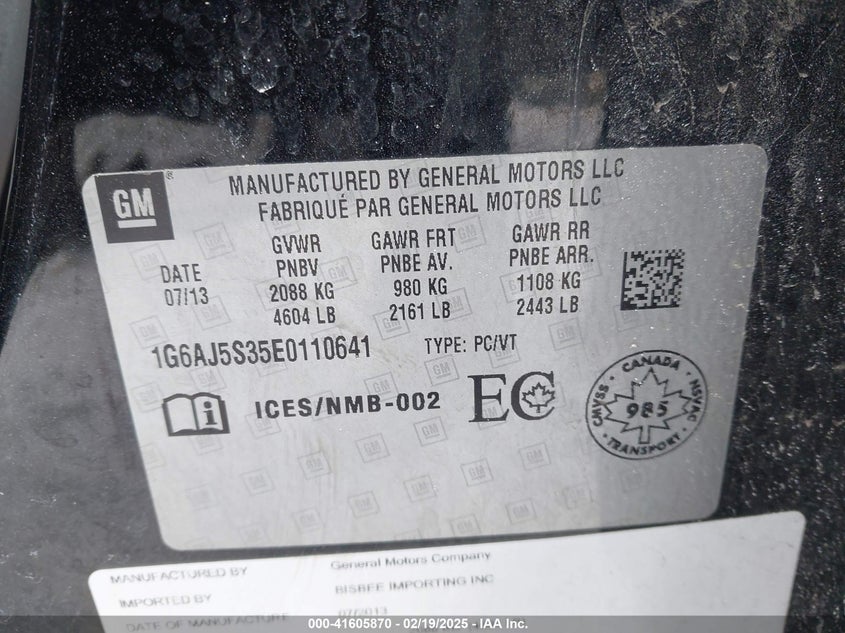 GM ®
MANUFACTURED BY GENERAL MOTORS LLC
FABRIQUÉ PAR GENERAL MOTORS LLC
GVWR GAWR FRT GAWR RR
DATE PNBV PNBE AV. PNBE ARR.
07/13 2088 KG 980 KG 1108 KG
4604 LB 2161 LB 2443 LB
1G6AJ5S35E0110641 TYPE: PC/VT
i ICES/NMB-002 EC
CANADA
CMVSS 985 NSVAC
TRANSPORT
MANUFACTURED BY General Motors Company
IMPORTED BY BISBEE IMPORTING INC
DATE OF MANUFACTURE 07/2013
000-41605870 - 02/19/2025 - IAA Inc.